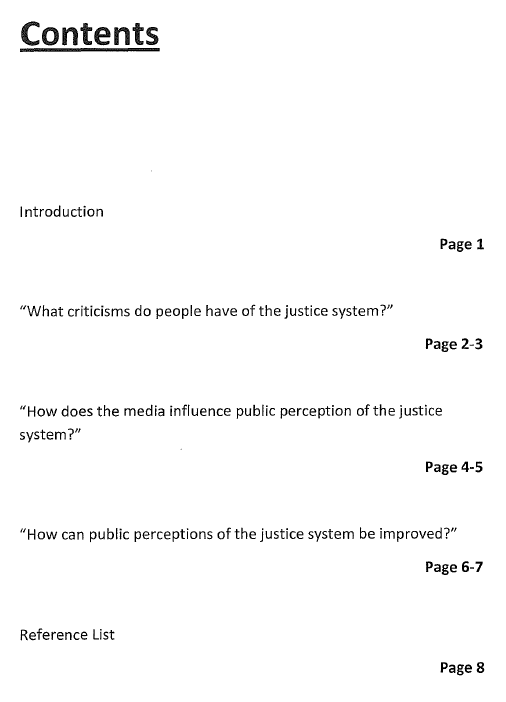 Contents
Introduction
Page 1
“What criticisms do people have of the justice system?”
Page 2-3
“How does the media influence public perception of the justice
system?”
Page 4-5
“How can public perceptions of the justice system be improved?”
Page 6-7
Reference List
Page 8